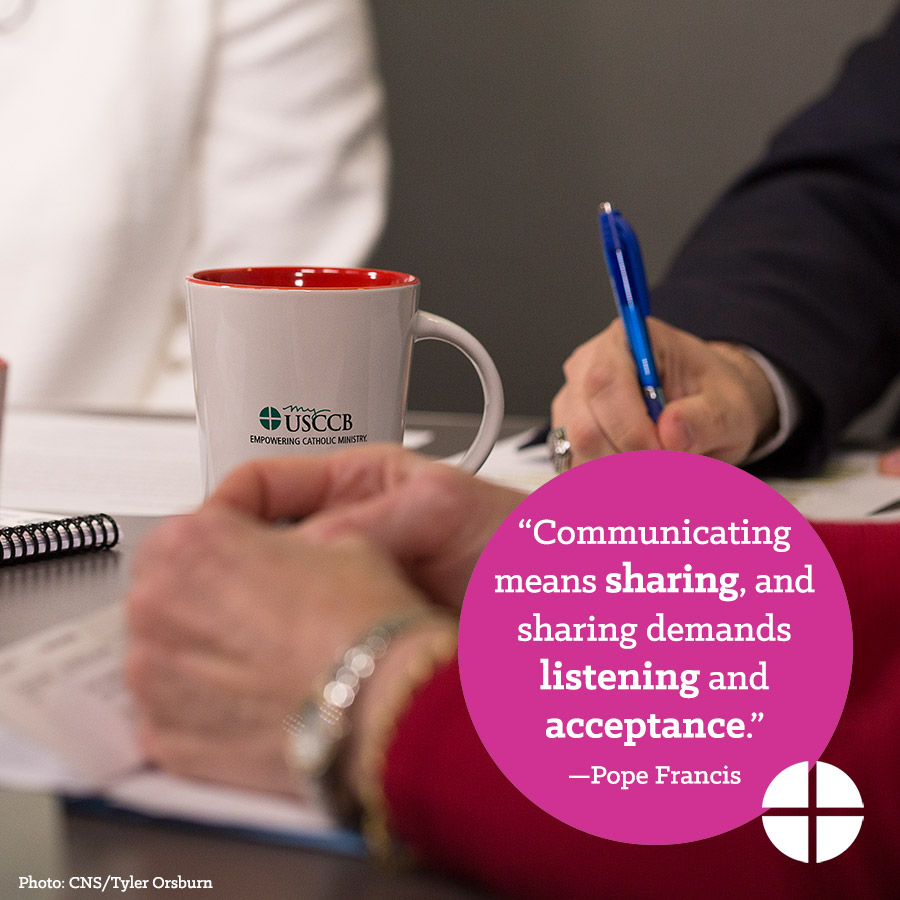 my
USCCB
EMPOWERING CATHOLIC MINISTRY.
“Communicating
means sharing, and
sharing demands
listening and
acceptance.”
—Pope Francis
Photo: CNS/Tyler Orsburn